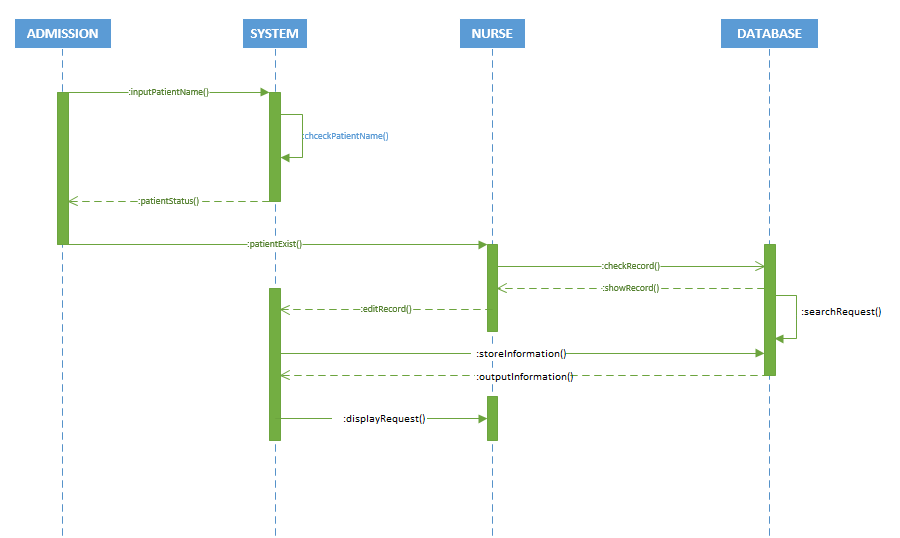 ADMISSION
SYSTEM
NURSE
DATABASE
:inputPatientName()
:chceckPatientName()
:patientStatus()
:patientExist()
:checkRecord()
:showRecord()
:editRecord()
:searchRequest()
:storeInformation()
:outputInformation()
:displayRequest()